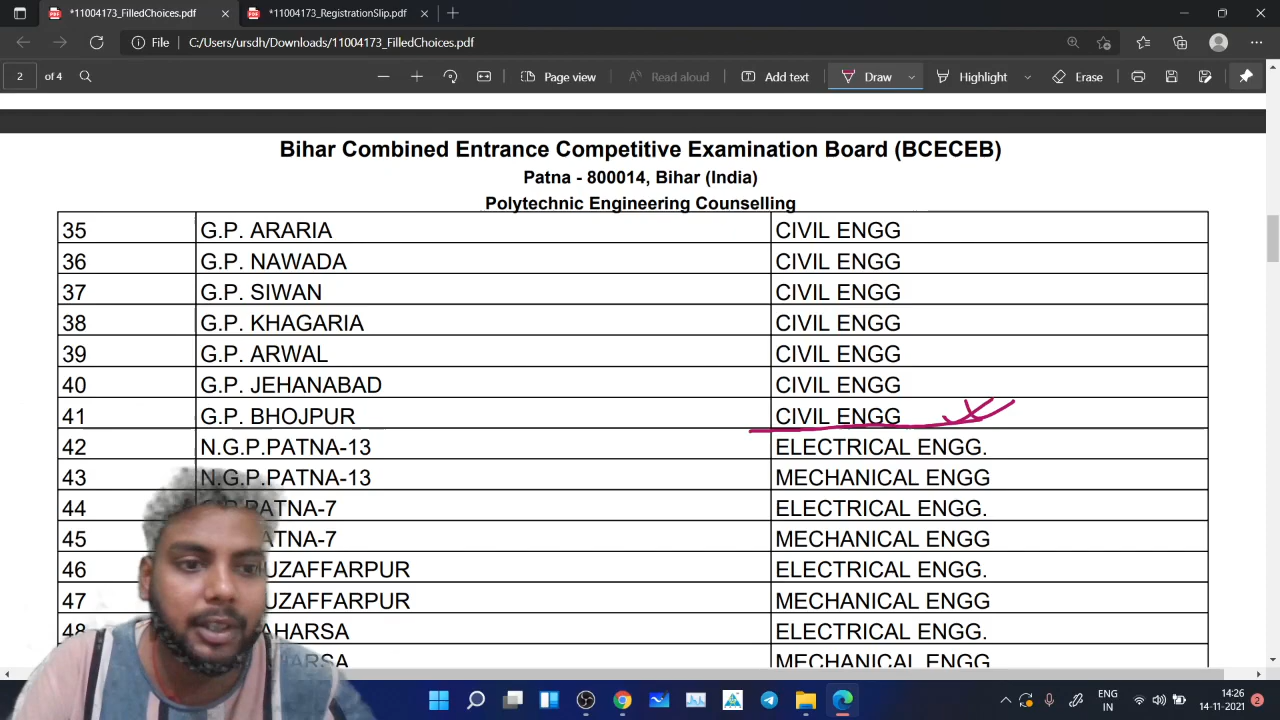 *11004173_FilledChoices.pdf
*11004173_RegistrationSlip.pdf
File C:/Users/ursdh/Downloads/11004173_FilledChoices.pdf
2 of 4 Page view Read aloud Add text Draw Highlight Erase
Bihar Combined Entrance Competitive Examination Board (BCECEB)
Patna - 800014, Bihar (India)
Polytechnic Engineering Counselling
35 G.P. ARARIA CIVIL ENGG
36 G.P. NAWADA CIVIL ENGG
37 G.P. SIWAN CIVIL ENGG
38 G.P. KHAGARIA CIVIL ENGG
39 G.P. ARWAL CIVIL ENGG
40 G.P. JEHANABAD CIVIL ENGG
41 G.P. BHOJPUR CIVIL ENGG
42 N.G.P.PATNA-13 ELECTRICAL ENGG.
43 N.G.P.PATNA-13 MECHANICAL ENGG
44 PATNA-7 ELECTRICAL ENGG.
45 ATNA-7 MECHANICAL ENGG
46 UZAFFARPUR ELECTRICAL ENGG.
47 UZAFFARPUR MECHANICAL ENGG
48 AHARSA ELECTRICAL ENGG.
MECHANICAL ENGG
ENG
IN
14:26
14-11-2021
2